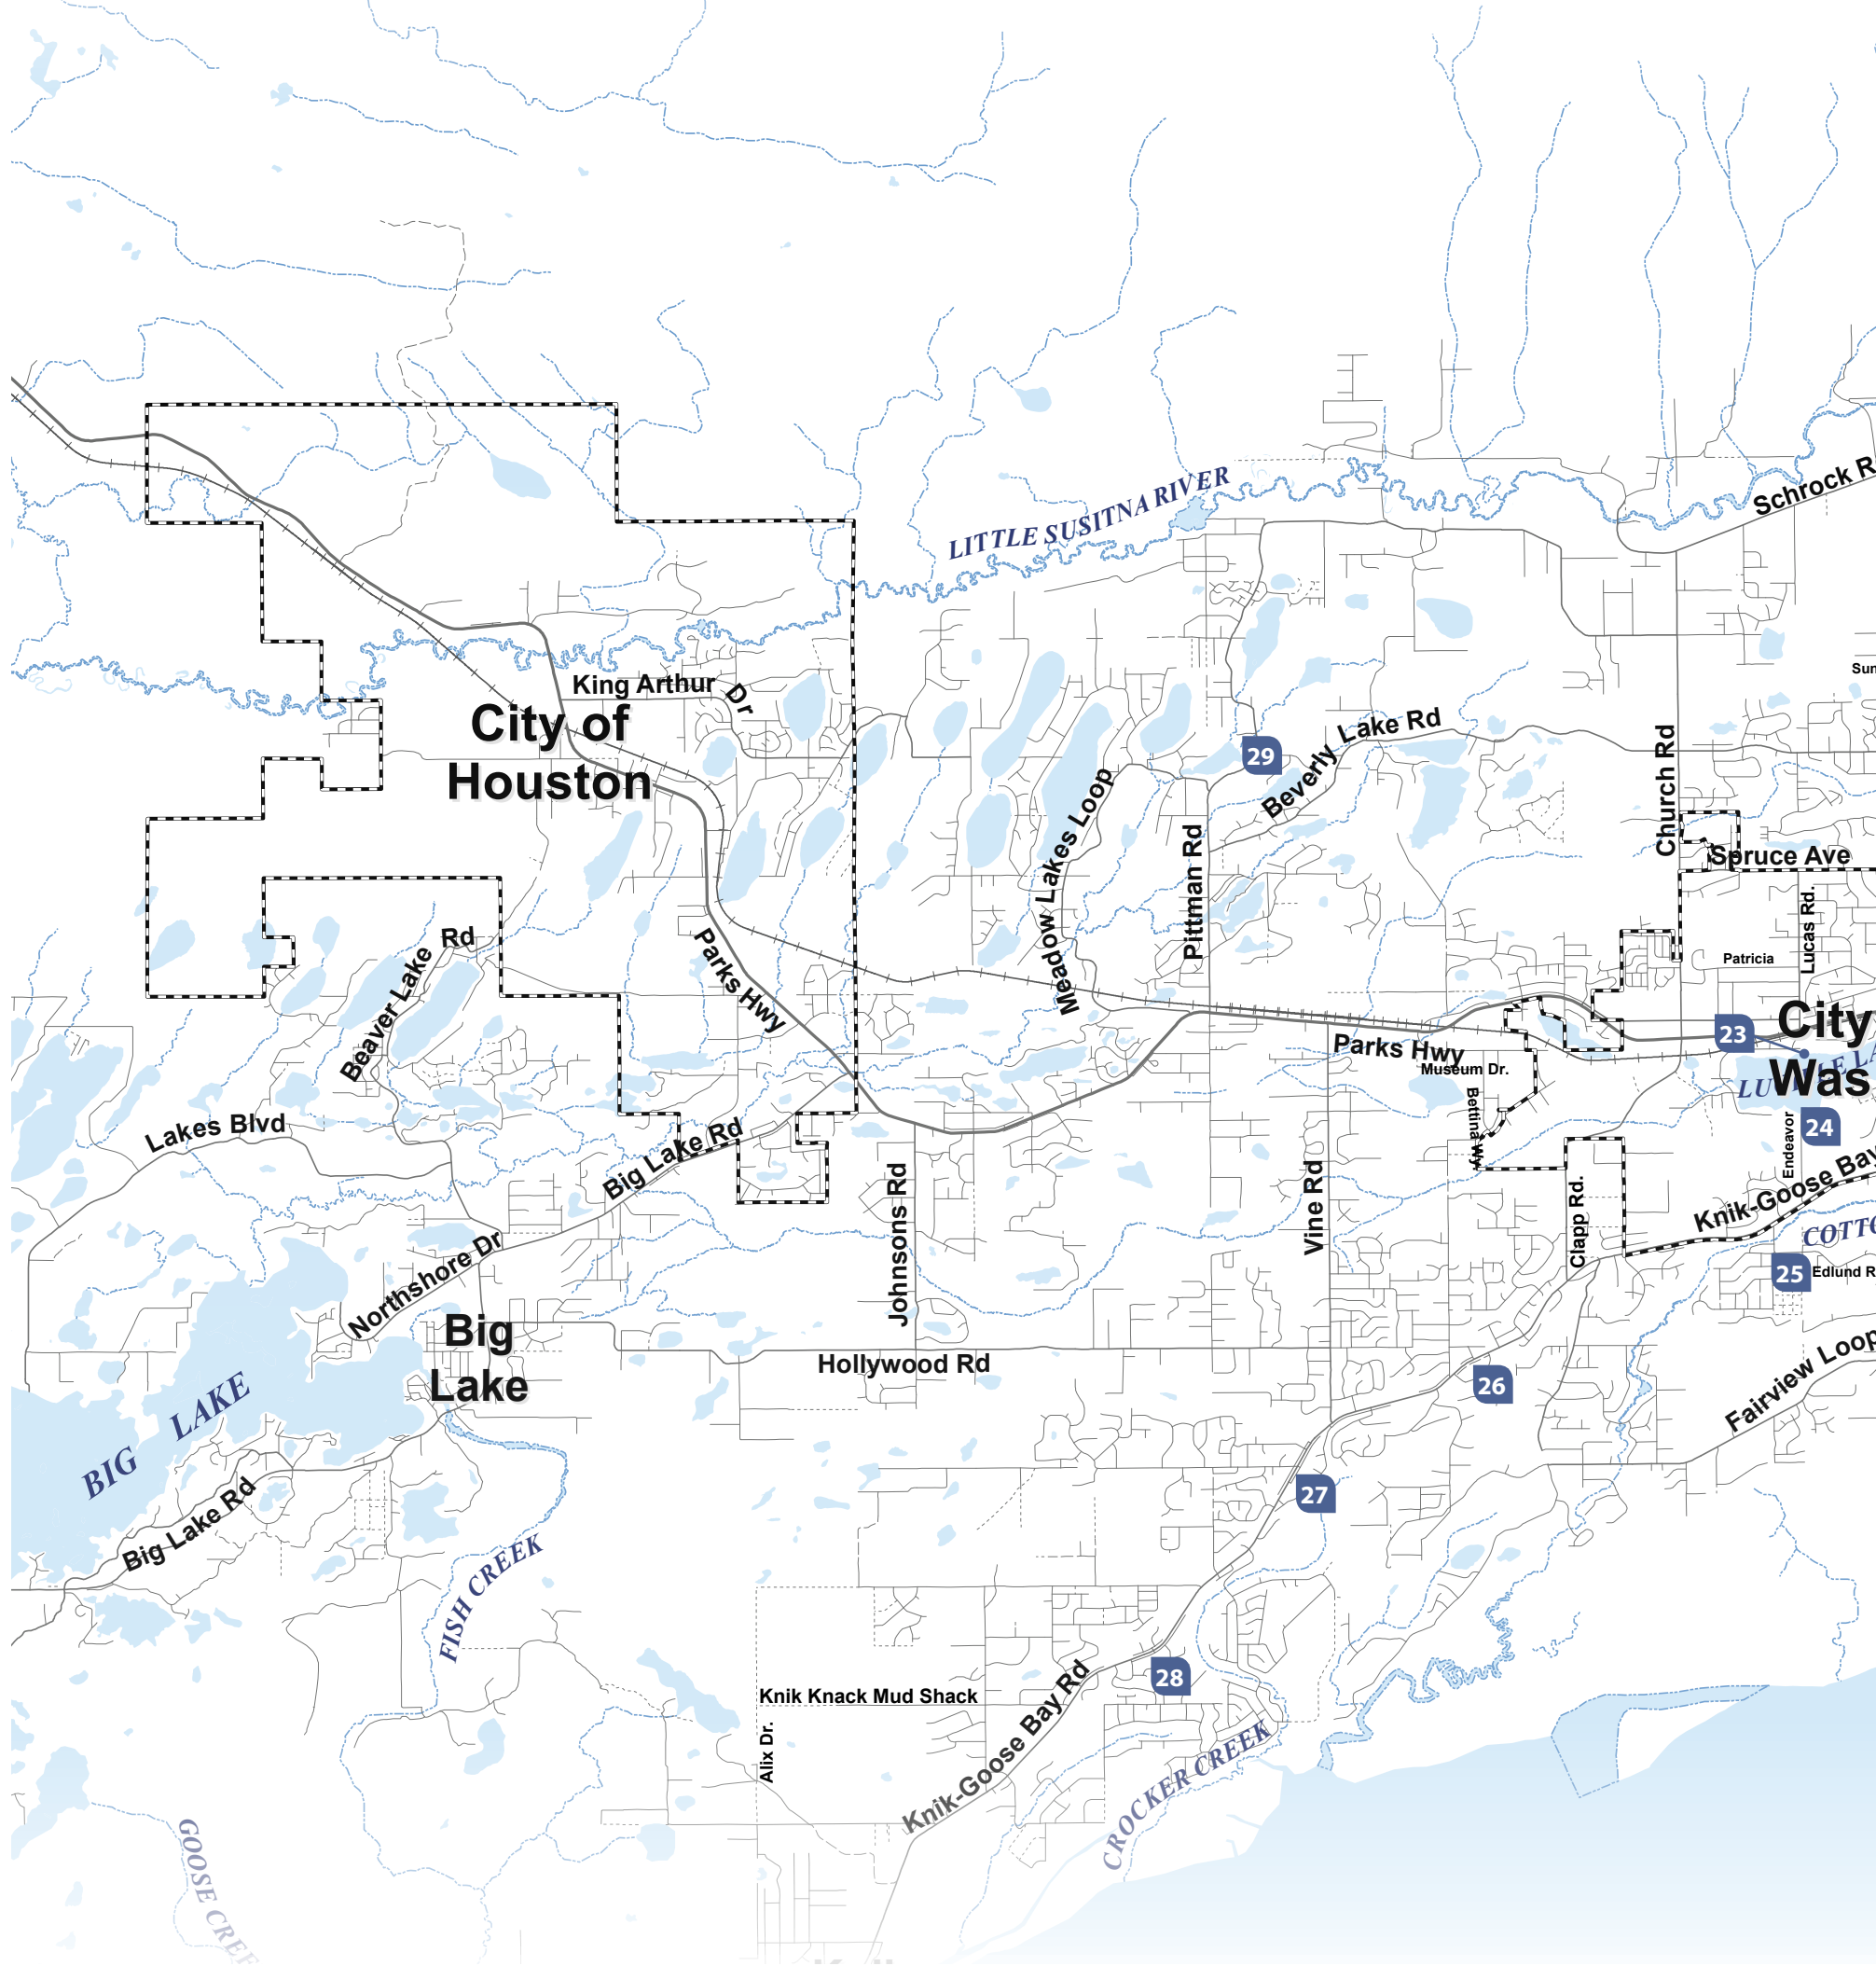 LITTLE SUSITNA RIVER
Schrock R
Sun
King Arthur Dr
City of
Houston
29
Beverly Lake Rd
Church Rd
Meadow Lakes Loop
Pittman Rd
Spruce Ave
Lucas Rd.
Patricia
Beaver Lake Rd
Parks Hwy
Parks Hwy
Museum Dr.
Bettina Wy
23
City
Was
24
Endeavor
Lakes Blvd
Big Lake Rd
Johnsons Rd
Vine Rd
Clapp Rd.
Knik-Goose Bay
COTTO
25
Edlund R
Northshore Dr
Big
Lake
Hollywood Rd
26
Fairview Loop
BIG LAKE
27
Big Lake Rd
FISH CREEK
28
Knik Knack Mud Shack
Alix Dr.
Knik-Goose Bay Rd
CROCKER CREEK
GOOSE CREE